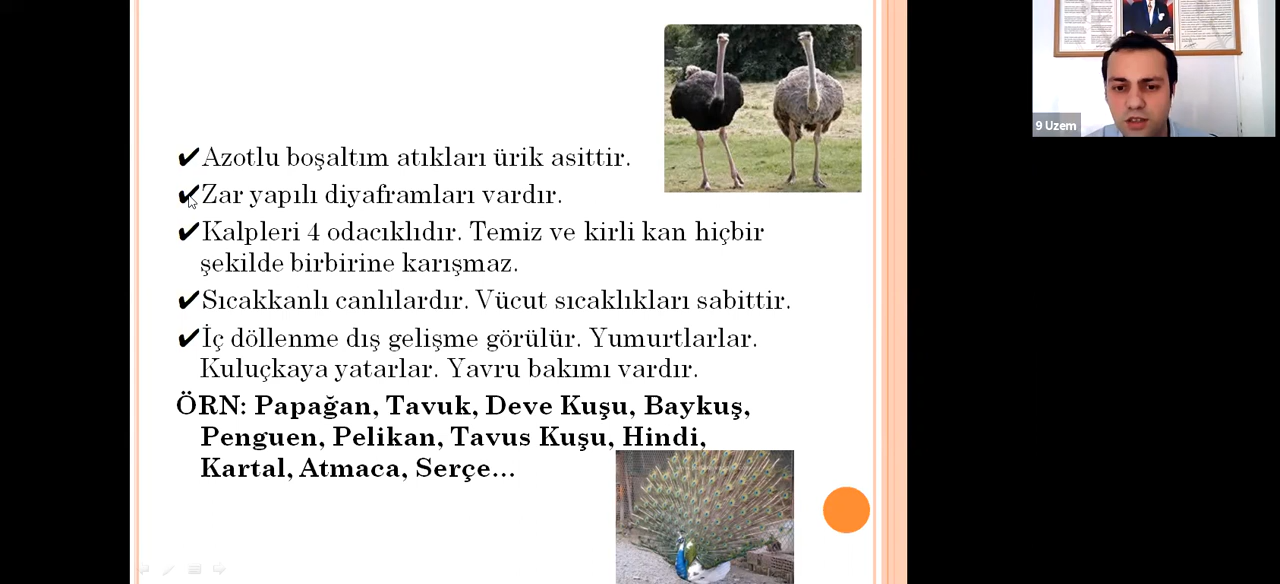 ✔Azotlu boşaltım atıkları ürik asittir.
✔Zar yapılı diyaframları vardır.
✔Kalpleri 4 odacıklıdır. Temiz ve kirli kan hiçbir
şekilde birbirine karışmaz.
✔Sıcakkanlı canlılardır. Vücut sıcaklıkları sabittir.
✔İç döllenme dış gelişme görülür. Yumurtlarlar.
Kuluçkaya yatarlar. Yavru bakımı vardır.
ÖRN: Papağan, Tavuk, Deve Kuşu, Baykuş,
Penguen, Pelikan, Tavus Kuşu, Hindi,
Kartal, Atmaca, Serçe...
9 Uzem